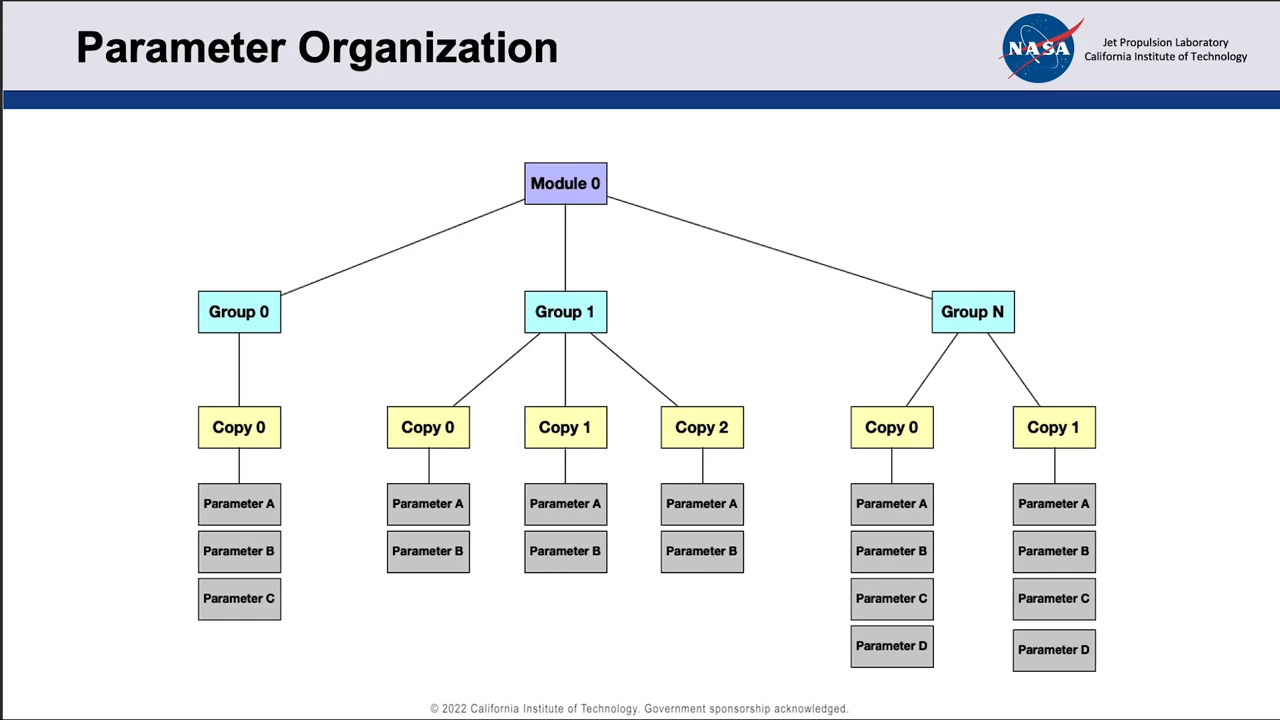 Parameter Organization
NASA
Jet Propulsion Laboratory
California Institute of Technology
Module 0
Group 0
Group 1
Group N
Copy 0
Copy 0
Copy 1
Copy 2
Copy 0
Copy 1
Parameter A
Parameter A
Parameter A
Parameter A
Parameter A
Parameter A
Parameter B
Parameter B
Parameter B
Parameter B
Parameter B
Parameter B
Parameter C
Parameter C
Parameter C
Parameter D
Parameter D
© 2022 California Institute of Technology. Government sponsorship acknowledged.